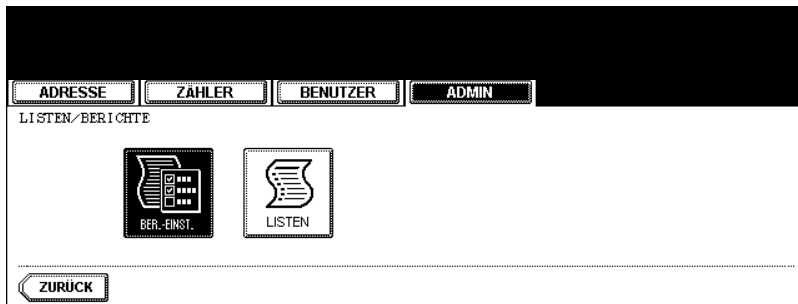 ADRESSE ZÄHLER BENUTZER ADMIN
LISTEN/BERICHTE
BER.-EINST. LISTEN
ZURÜCK